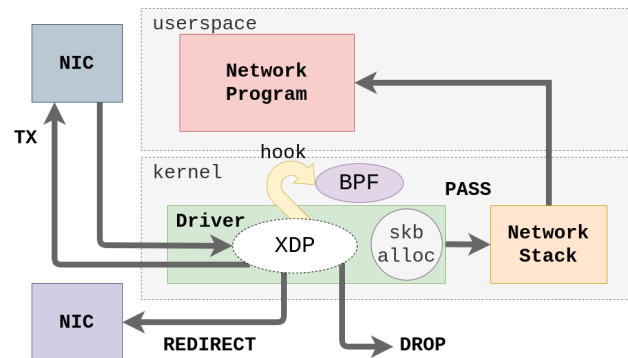 userspace
NIC
Network
Program
TX
hook
kernel
BPF
PASS
Driver
XDP
skb
alloc
Network
Stack
NIC
REDIRECT
DROP